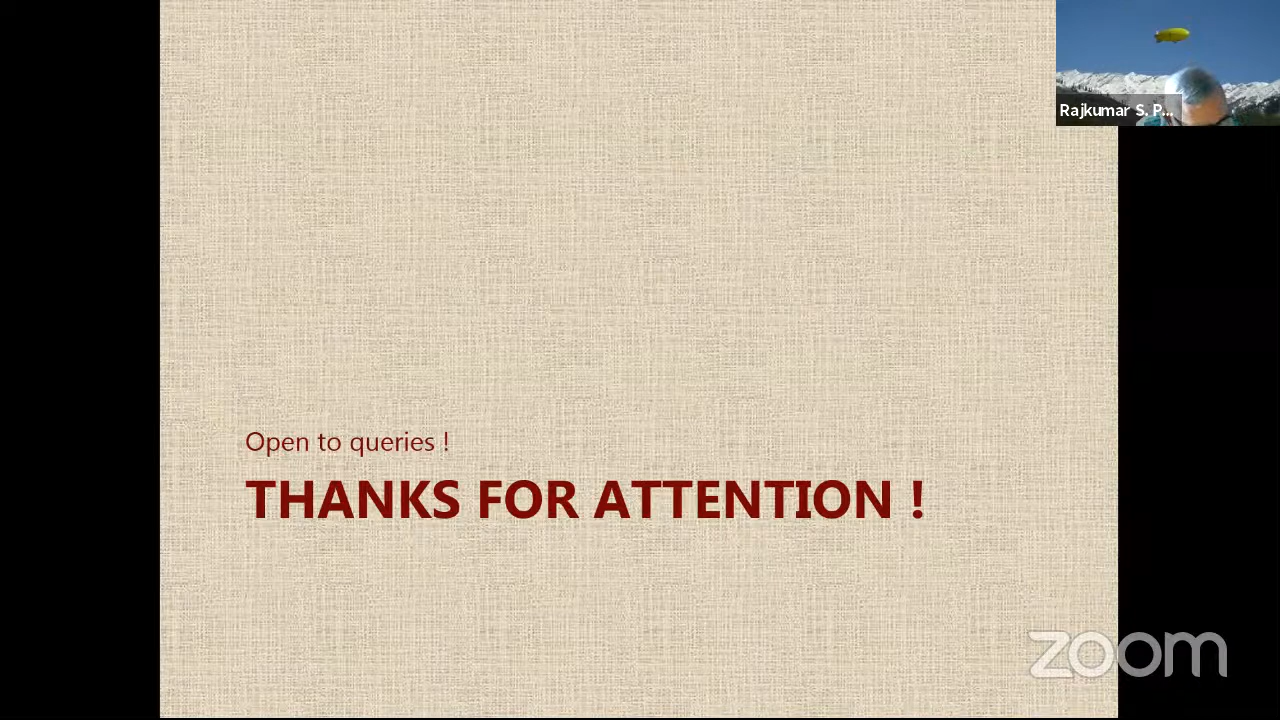 Rajkumar S. P...
Open to queries !
THANKS FOR ATTENTION !
zoom